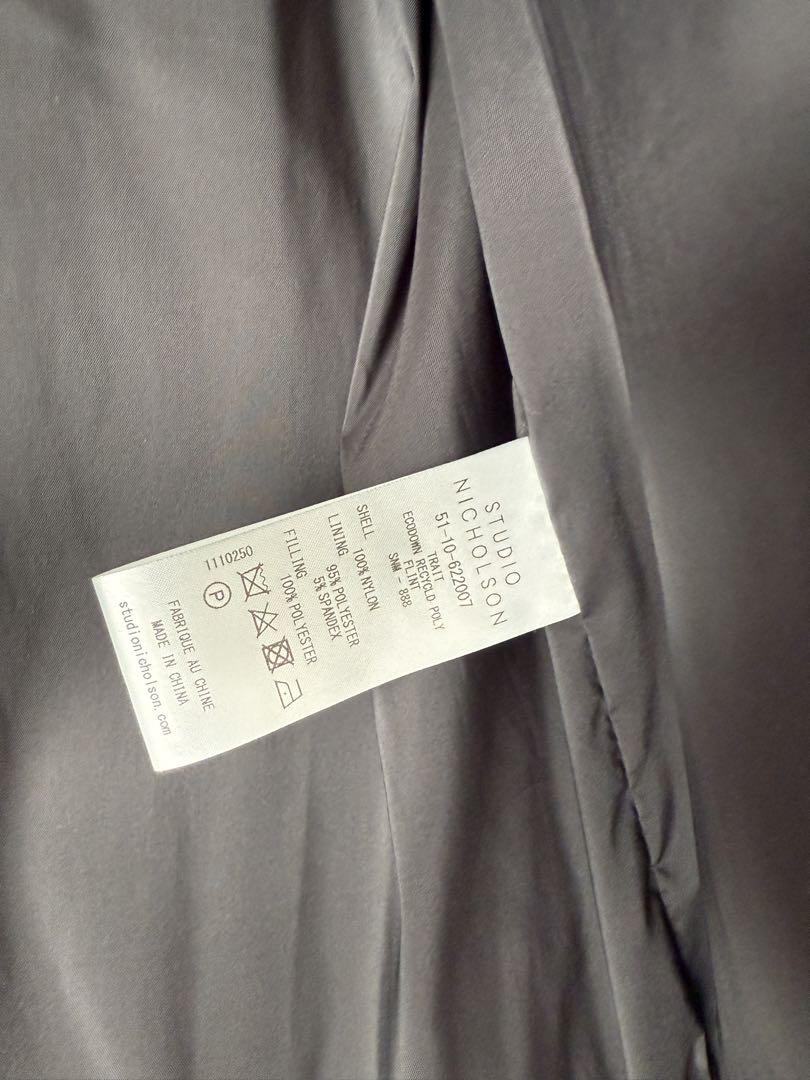 STUDIO
NICHOLSON
51-10-622007
TRAIT
RECYCLD POLY
ECODOWN FLINT
SNM - 888
SHELL 100% NYLON
LINING 95% POLYESTER
5% SPANDEX
FILLING
100% POLYESTER
1110250
P
FABRIQUE AU CHINE
MADE IN CHINA
studionicholson.com